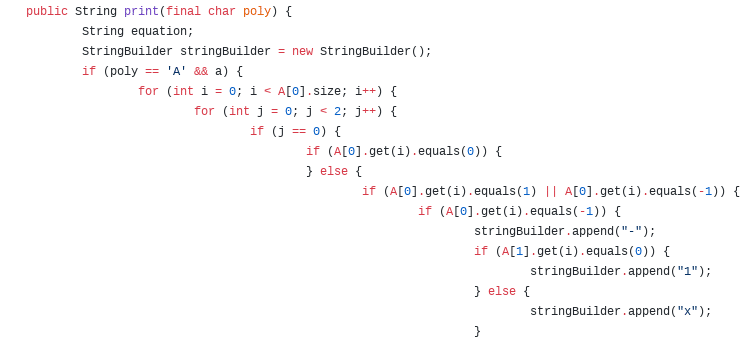 public String print(final char poly) {
String equation;
StringBuilder stringBuilder = new StringBuilder();
if (poly == 'A' && a) {
for (int i = 0; i < A[0].size; i++) {
for (int j = 0; j < 2; j++) {
if (j == 0) {
if (A[0].get(i).equals(0)) {
} else {
if (A[0].get(i).equals(1) || A[0].get(i).equals(-1)) {
if (A[0].get(i).equals(-1)) {
stringBuilder.append("-");
if (A[1].get(i).equals(0)) {
stringBuilder.append("1");
} else {
stringBuilder.append("x");
}